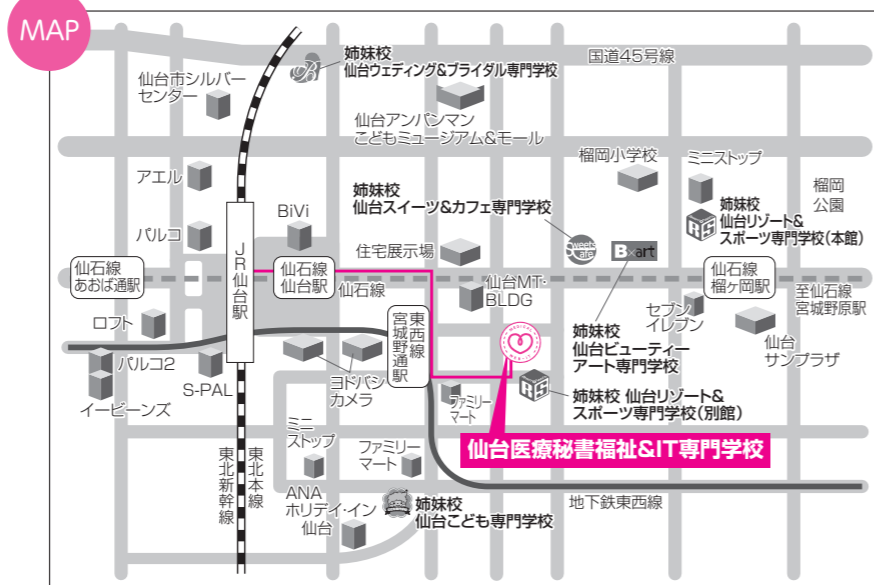 MAP
姉妹校
仙台ウェディング&ブライダル専門学校
国道45号線
仙台市シルバー
センター
仙台アンパンマン
こどもミュージアム&モール
榴岡小学校
ミニストップ
榴岡
公園
アエル
姉妹校
仙台スイーツ&カフェ専門学校
姉妹校
仙台リゾート&
スポーツ専門学校(本館)
RS
パルコ
BiVi
住宅展示場
Sweets
Cafe
B×art
JR仙台駅
仙石線
あおば通駅
仙石線
仙台駅
仙石線
仙台MT・
BLDG
仙石線
榴ヶ岡駅
至仙石線
宮城野原駅
ロフト
東西線
宮城野通駅
MEDICAL
セブン
イレブン
仙台
サンプラザ
姉妹校
仙台ビューティー
アート専門学校
パルコ2
S-PAL
イービーンズ
ヨドバシ
カメラ
ファミリー
マート
RS
姉妹校 仙台リゾート&
スポーツ専門学校(別館)
ミニ
ストップ
ファミリー
マート
仙台医療秘書福祉&IT専門学校
東北新幹線
東北本線
ANA
ホリデイ・イン
仙台
姉妹校
仙台こども専門学校
地下鉄東西線